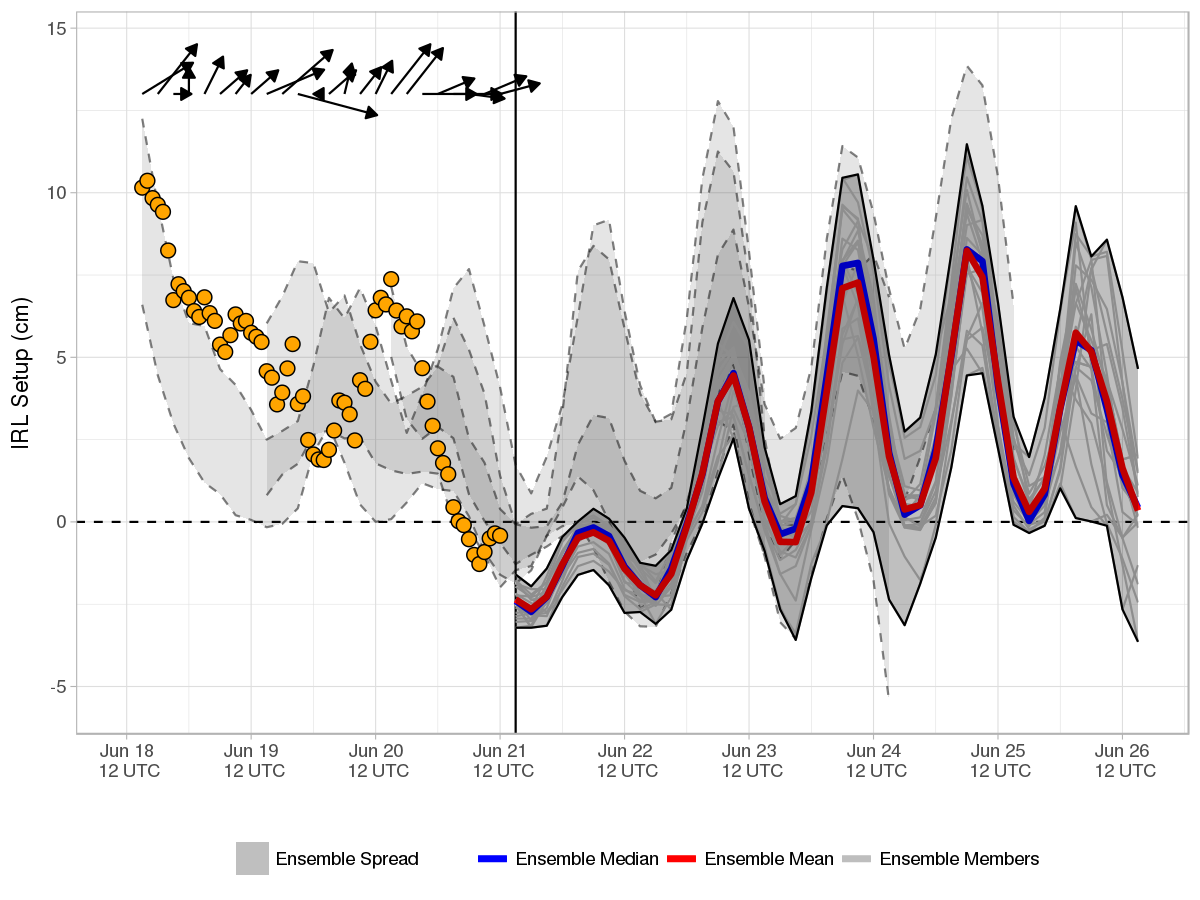 IRL Setup (cm)
15
10
5
0
-5
Jun 18 Jun 19 Jun 20 Jun 21 Jun 22 Jun 23 Jun 24 Jun 25 Jun 26
12 UTC 12 UTC 12 UTC 12 UTC 12 UTC 12 UTC 12 UTC 12 UTC 12 UTC
Ensemble Spread Ensemble Median Ensemble Mean Ensemble Members